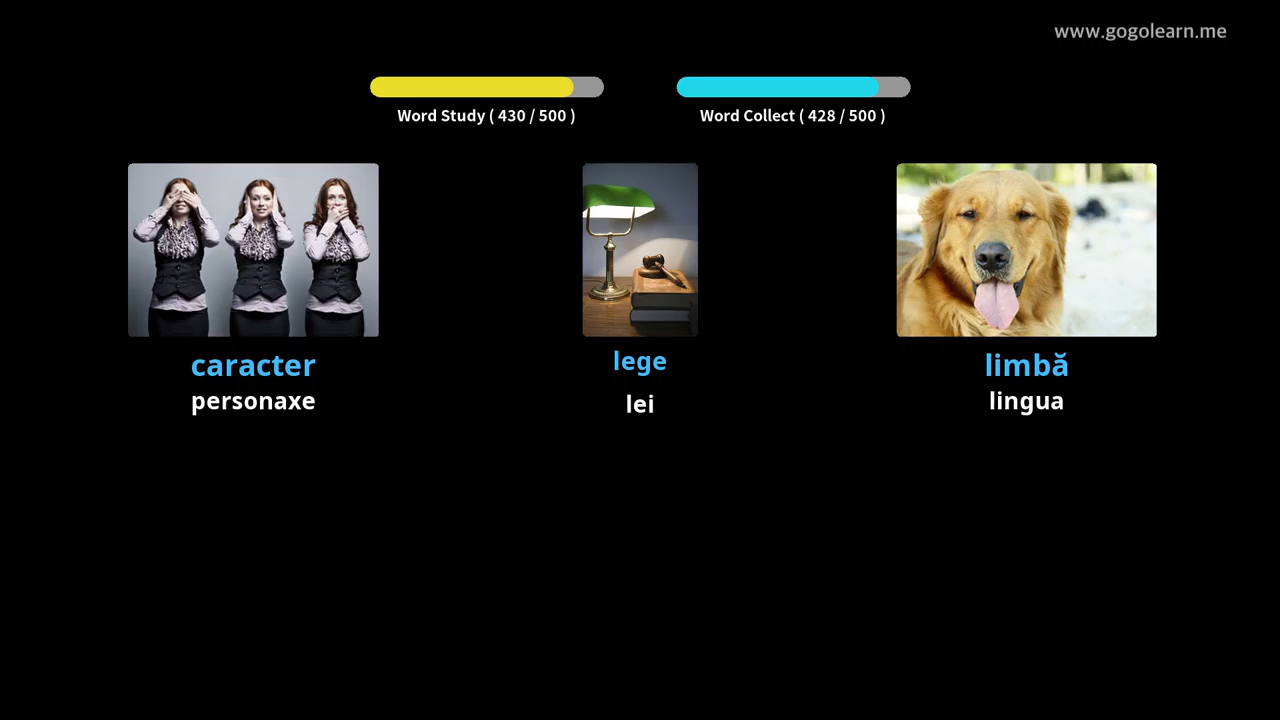 www.gogolearn.me
Word Study ( 430 / 500 )
Word Collect ( 428 / 500 )
caracter
personaxe
lege
lei
limbă
lingua